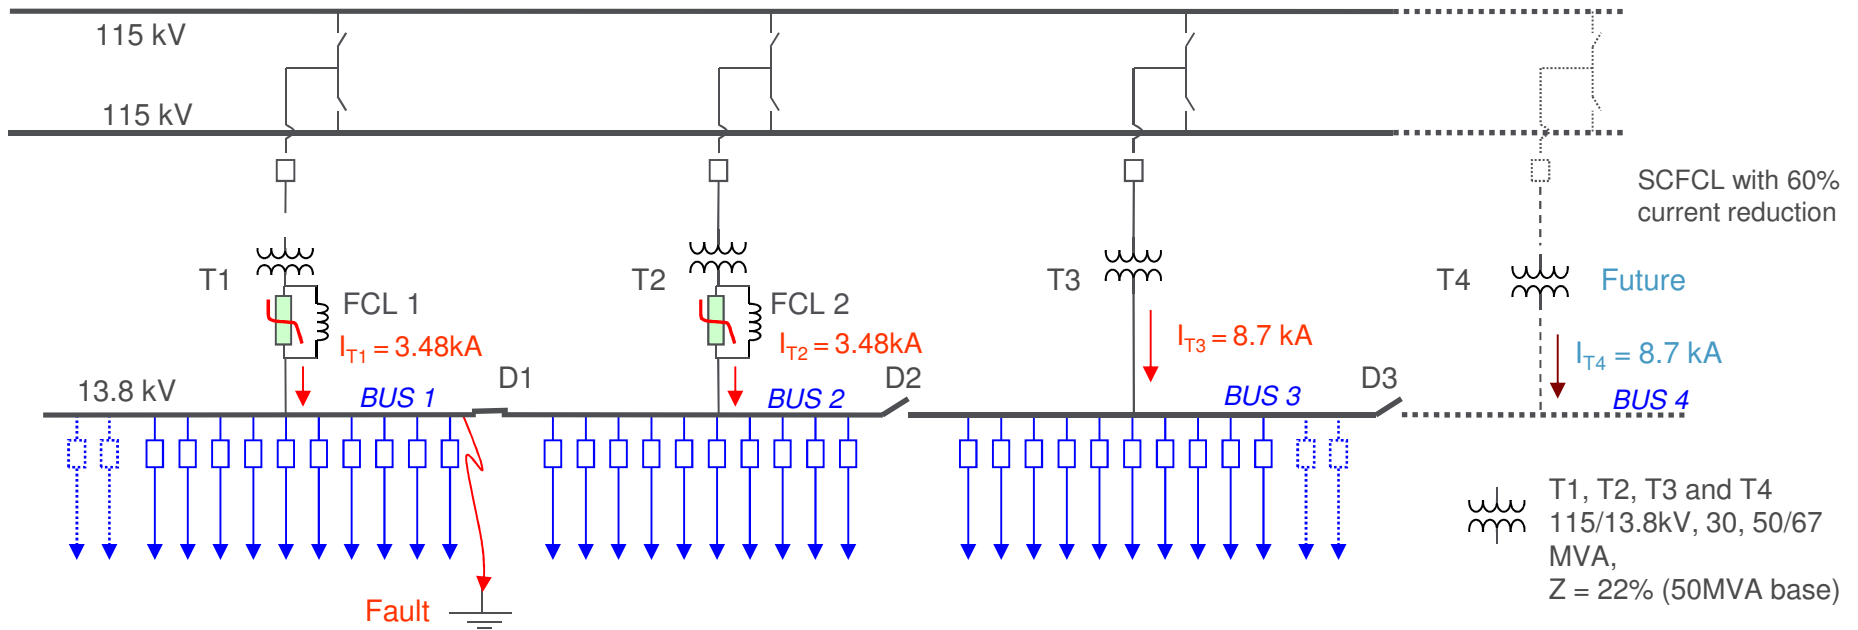 115 kV
115 kV
SCFCL with 60%
current reduction
T1
FCL 1
I_T1 = 3.48kA
T2
FCL 2
I_T2 = 3.48kA
T3
I_T3 = 8.7 kA
T4
Future
I_T4 = 8.7 kA
13.8 kV
BUS 1
D1
BUS 2
D2
BUS 3
D3
BUS 4
T1, T2, T3 and T4
115/13.8kV, 30, 50/67
MVA,
Z = 22% (50MVA base)
Fault